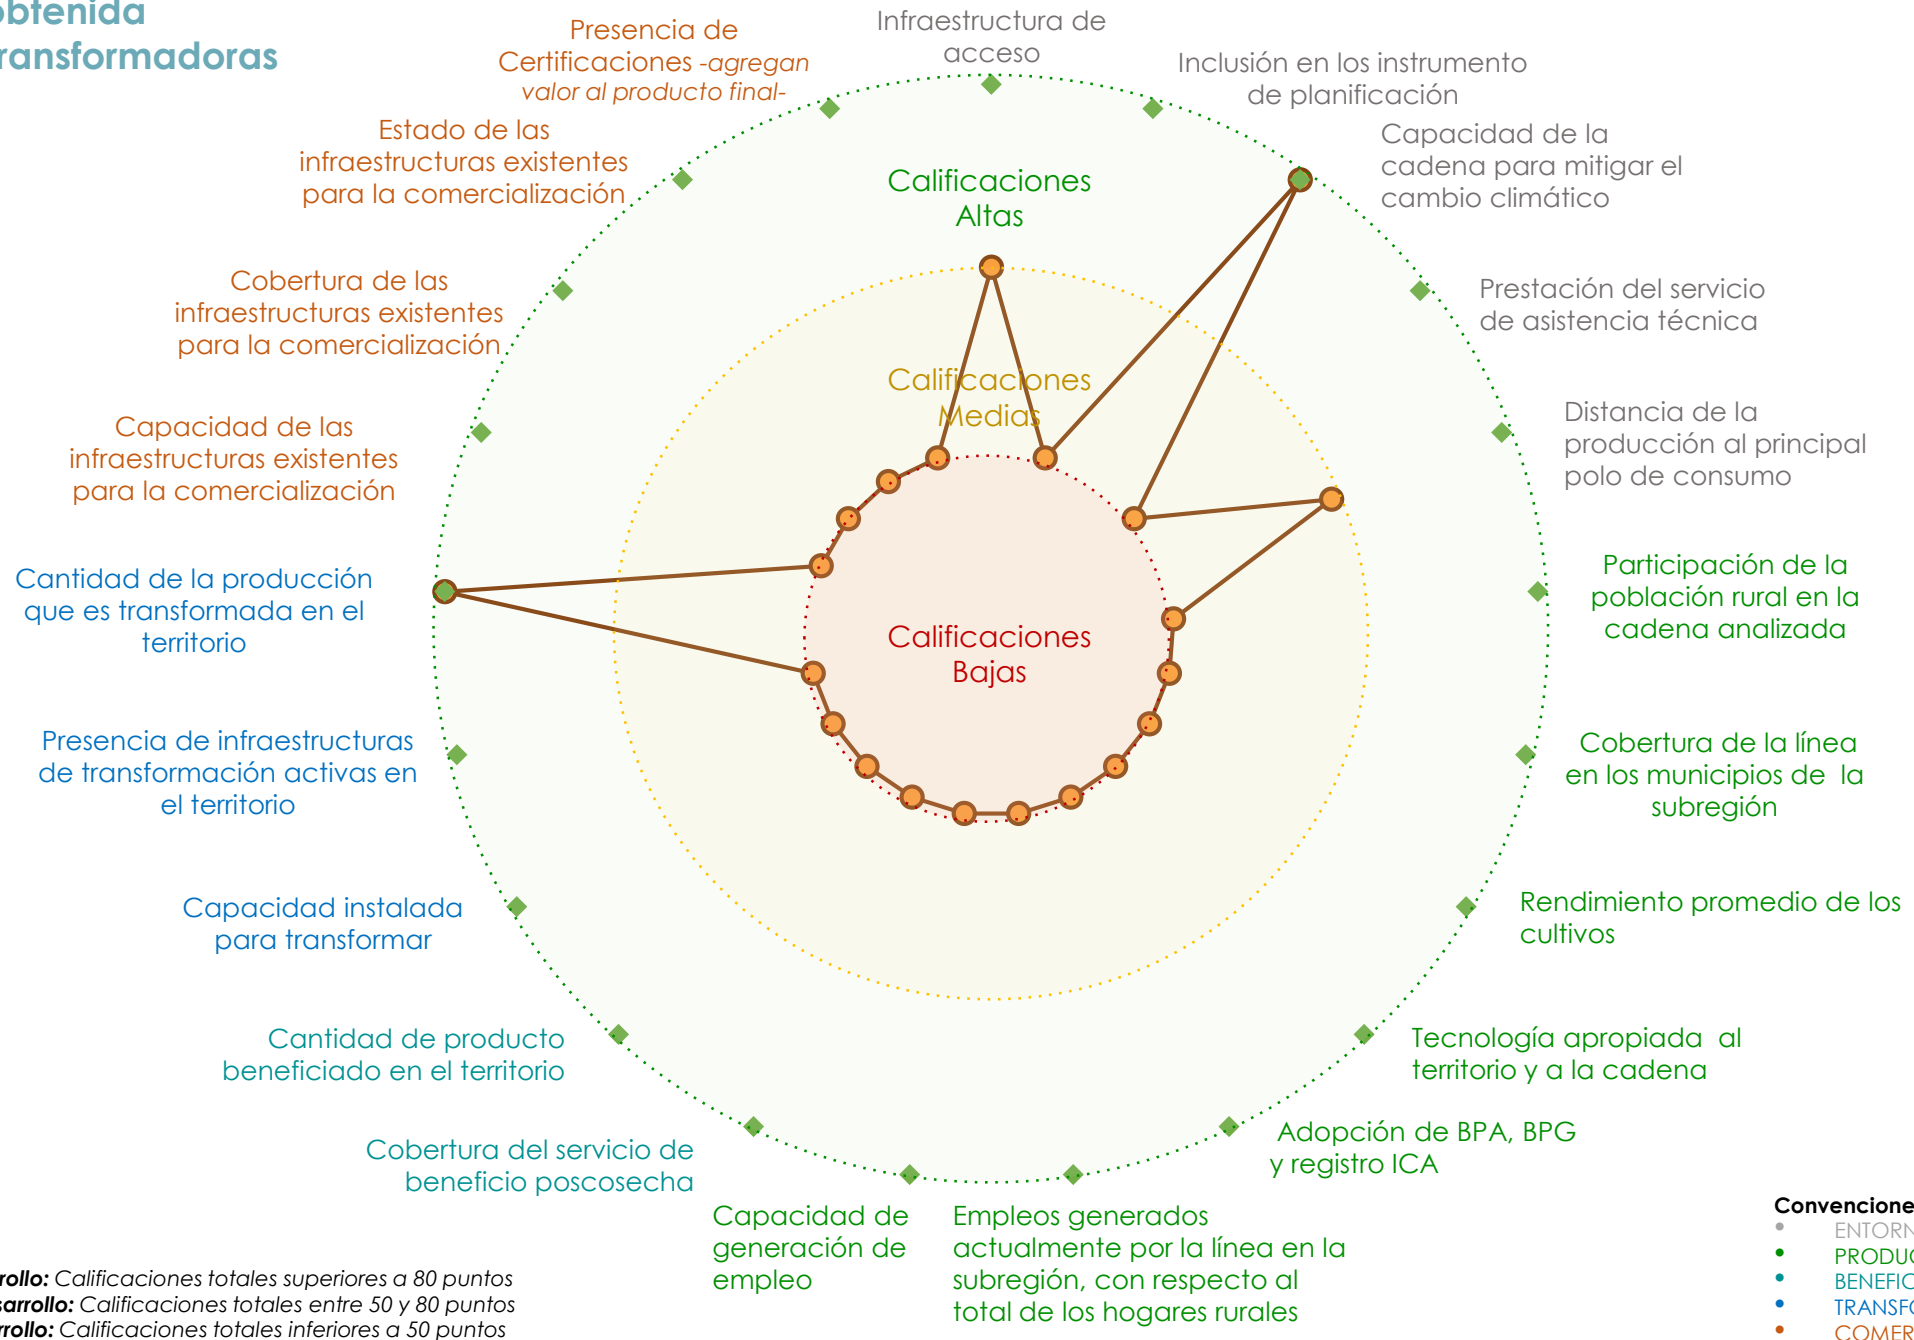 obtenida
transformadoras
Presencia de
Certificaciones -agregan
valor al producto final-
Infraestructura de
acceso
Inclusión en los instrumento
de planificación
Capacidad de la
cadena para mitigar el
cambio climático
Estado de las
infraestructuras existentes
para la comercialización
Calificaciones
Altas
Cobertura de las
infraestructuras existentes
para la comercialización
Prestación del servicio
de asistencia técnica
Calificaciones
Medias
Capacidad de las
infraestructuras existentes
para la comercialización
Distancia de la
producción al principal
polo de consumo
Cantidad de la producción
que es transformada en el
territorio
Participación de la
población rural en la
cadena analizada
Calificaciones
Bajas
Presencia de infraestructuras
de transformación activas en
el territorio
Cobertura de la línea
en los municipios de la
subregión
Capacidad instalada
para transformar
Rendimiento promedio de los
cultivos
Cantidad de producto
beneficiado en el territorio
Tecnología apropiada al
territorio y a la cadena
Cobertura del servicio de
beneficio poscosecha
Adopción de BPA, BPG
y registro ICA
Capacidad de
generación de
empleo
Empleos generados
actualmente por la línea en la
subregión, con respecto al
total de los hogares rurales
rollo: Calificaciones totales superiores a 80 puntos
sarrollo: Calificaciones totales entre 50 y 80 puntos
rrollo: Calificaciones totales inferiores a 50 puntos
Convencione
• ENTORN
• PRODUC
• BENEFIC
• TRANSFO
• COMER